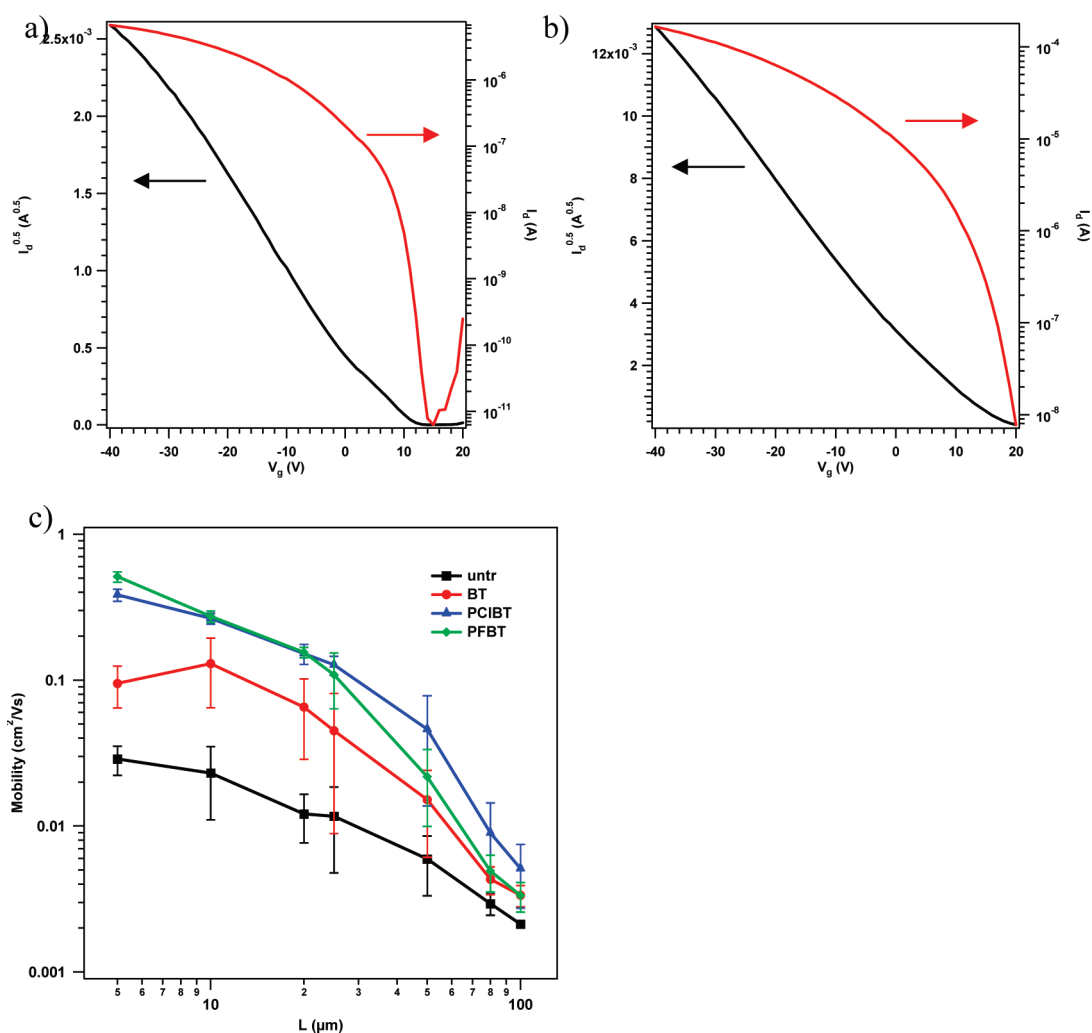 a)
2.5x10⁻³
2.0
1.5
1.0
0.5
0.0
I_d^0.5 (A^0.5)
10⁻⁶
10⁻⁷
10⁻⁸
10⁻⁹
10⁻¹⁰
10⁻¹¹
I_d (A)
-40 -30 -20 -10 0 10 20
V_g (V)
b)
12x10⁻³
10
8
6
4
2
I_d^0.5 (A^0.5)
10⁻⁴
10⁻⁵
10⁻⁶
10⁻⁷
10⁻⁸
I_d (A)
-40 -30 -20 -10 0 10 20
V_g (V)
c)
1
0.1
0.01
0.001
Mobility (cm²/Vs)
untr
BT
PClBT
PFBT
5 6 7 8 9 10 2 3 4 5 6 7 8 9 100
L (µm)